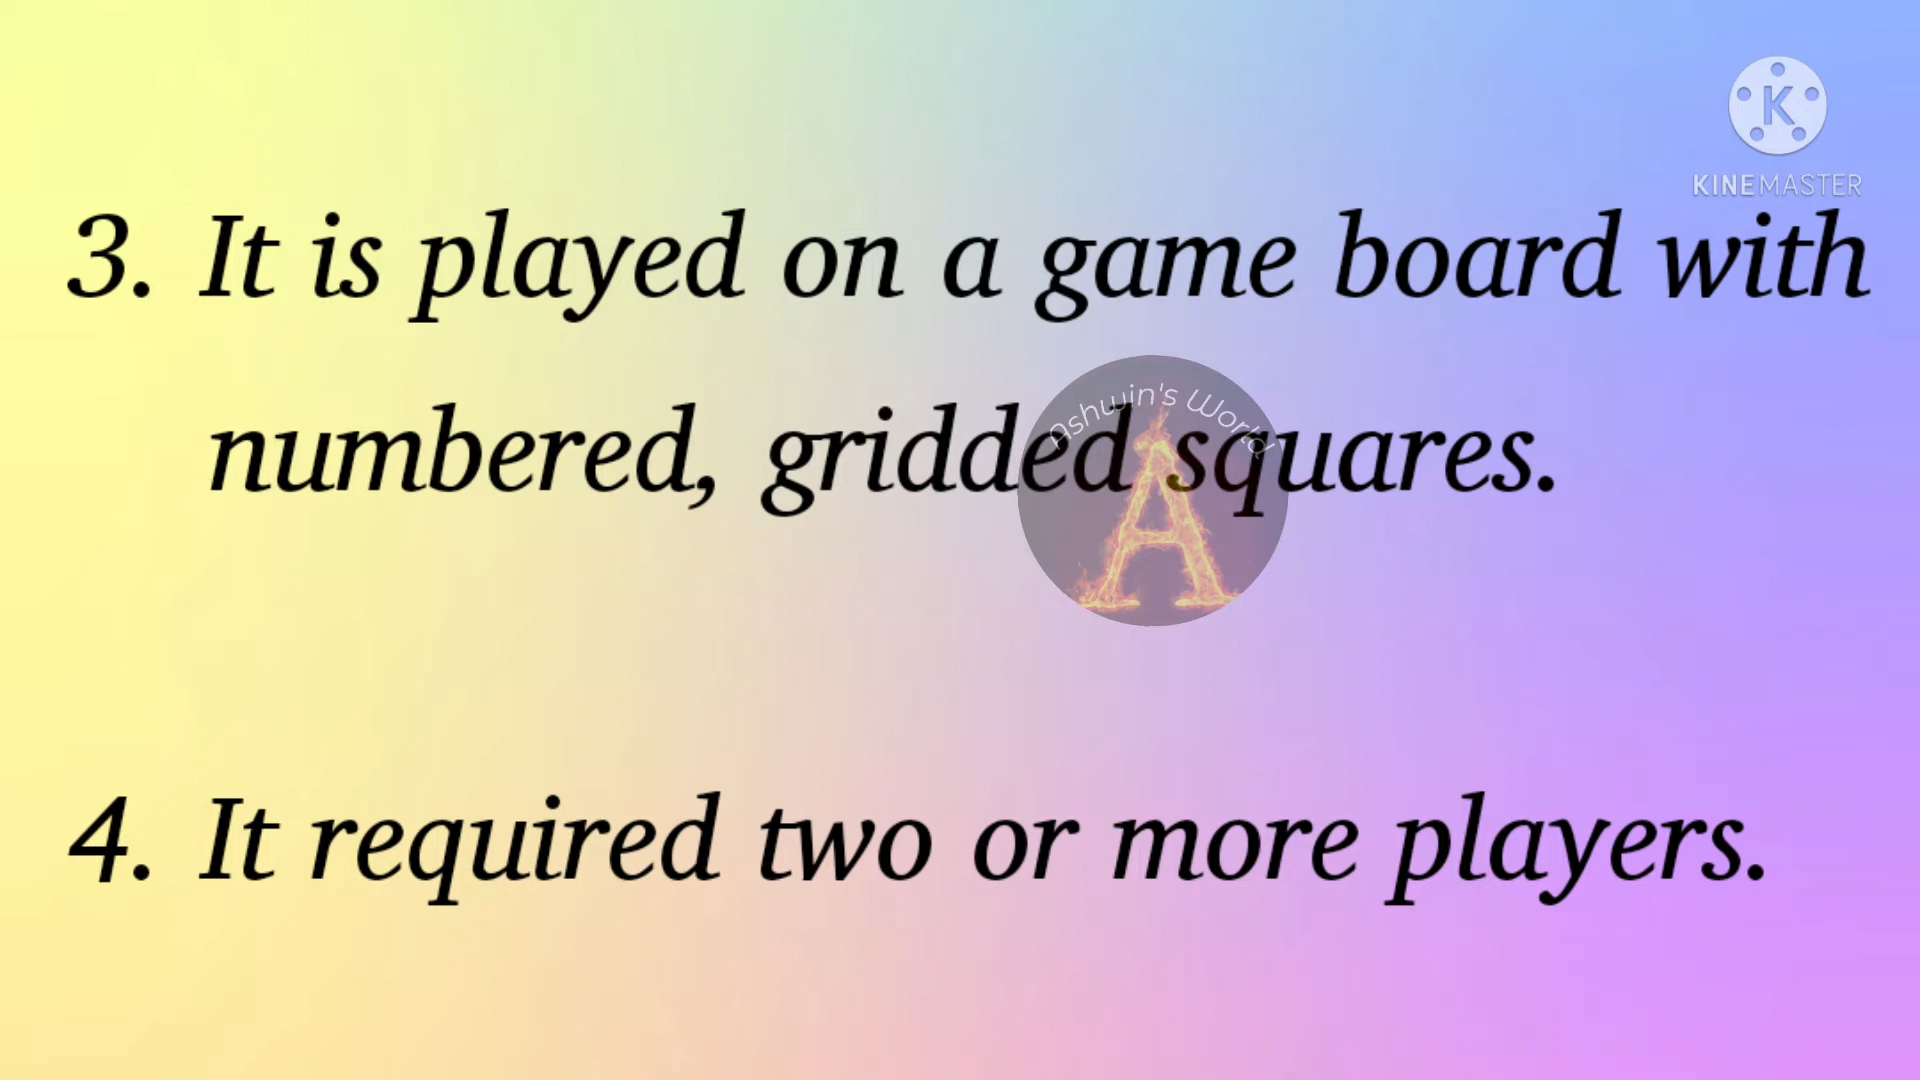 K
KINEMASTER
3. It is played on a game board with
numbered, gridded squares.
Ashwin's World
A
4. It required two or more players.